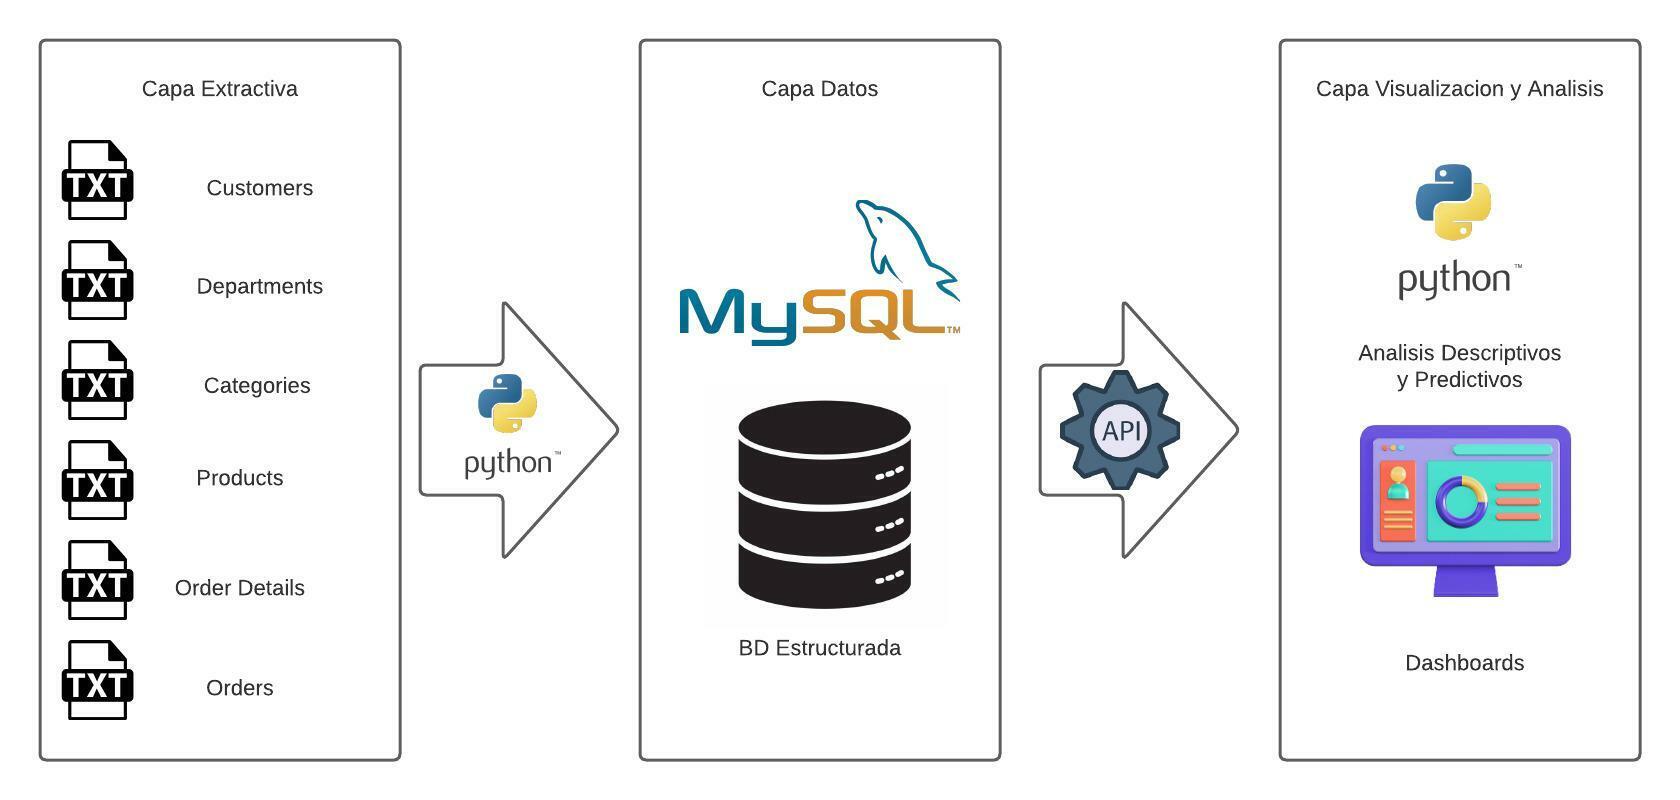 Capa Extractiva
TXT
Customers
TXT
Departments
TXT
Categories
TXT
Products
TXT
Order Details
TXT
Orders
python™
Capa Datos
MySQL™
BD Estructurada
API
Capa Visualizacion y Analisis
python™
Analisis Descriptivos
y Predictivos
Dashboards